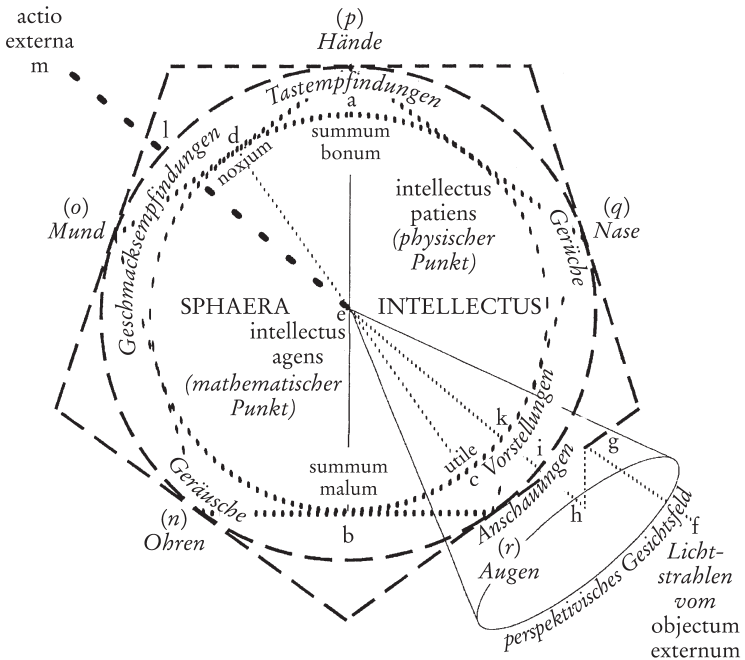 actio
externa
m
(p)
Hände
Tastempfindungen
a
summum
bonum
l
d
noxium
Geschmacksempfindungen
(o)
Mund
intellectus
patiens
(physischer
Punkt)
(q)
Nase
Gerüche
SPHAERA INTELLECTUS
e
intellectus
agens
(mathematischer
Punkt)
k
Vorstellungen
utile
c
i
g
Anschauungen
summum
malum
b
Geräusche
(n)
Ohren
h
(r)
Augen
perspektivisches Gesichtsfeld
f
Licht-
strahlen
vom
objectum
externum